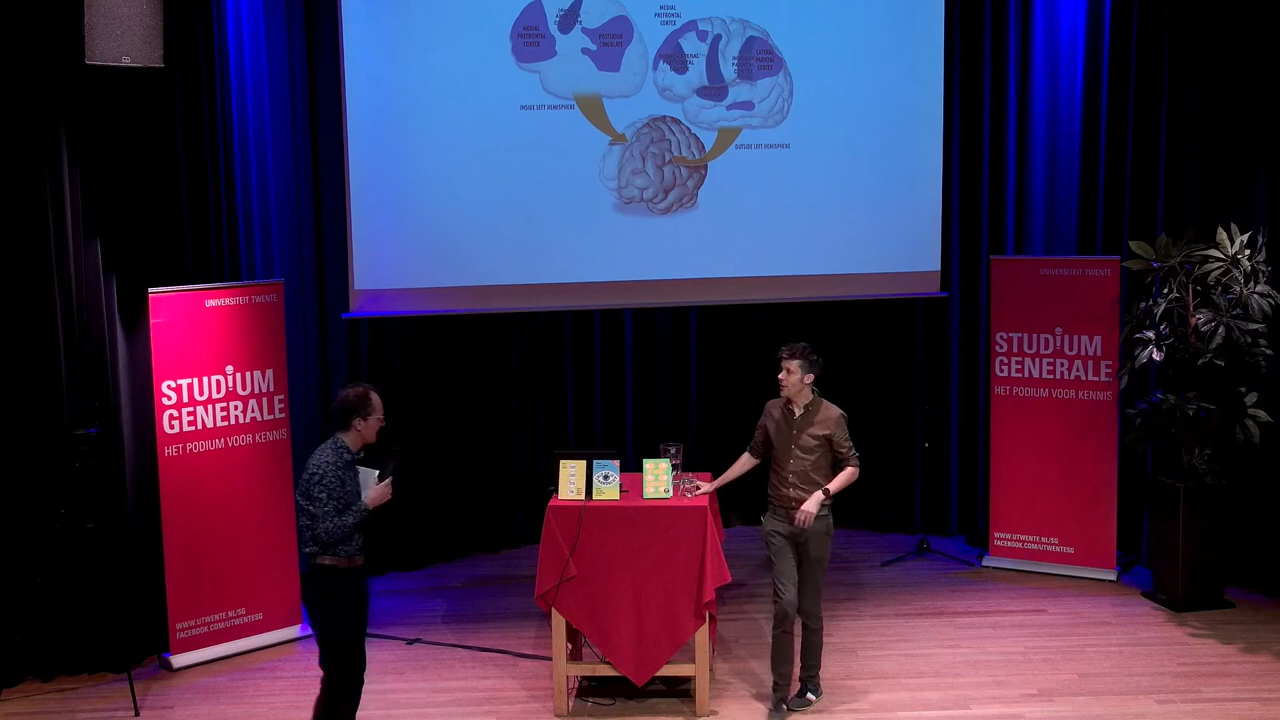 MEDIAL
PREFRONTAL
CORTEX
POSTERIOR
CINGULATE
MEDIAL
PREFRONTAL
CORTEX
LATERAL
PARIETAL
CORTEX
INSIDE LEFT HEMISPHERE
OUTSIDE LEFT HEMISPHERE
UNIVERSITEIT TWENTE
STUDIUM
GENERALE
HET PODIUM VOOR KENNIS
WWW.UTWENTE.NL/SG
FACEBOOK.COM/UTWENTESG
UNIVERSITEIT TWENTE
STUDIUM
GENERALE
HET PODIUM VOOR KENNIS
WWW.UTWENTE.NL/SG
FACEBOOK.COM/UTWENTESG